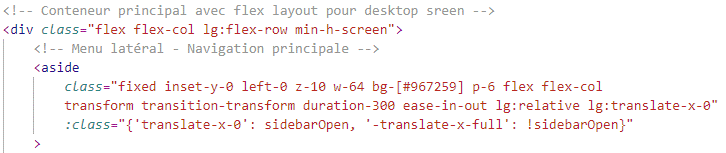 <!-- Conteneur principal avec flex layout pour desktop sreen -->
<div class="flex flex-col lg:flex-row min-h-screen">
<!-- Menu latéral - Navigation principale -->
<aside
class="fixed inset-y-0 left-0 z-10 w-64 bg-[#967259] p-6 flex flex-col
transform transition-transform duration-300 ease-in-out lg:relative lg:translate-x-0"
:class="{'translate-x-0': sidebarOpen, '-translate-x-full': !sidebarOpen}"
>